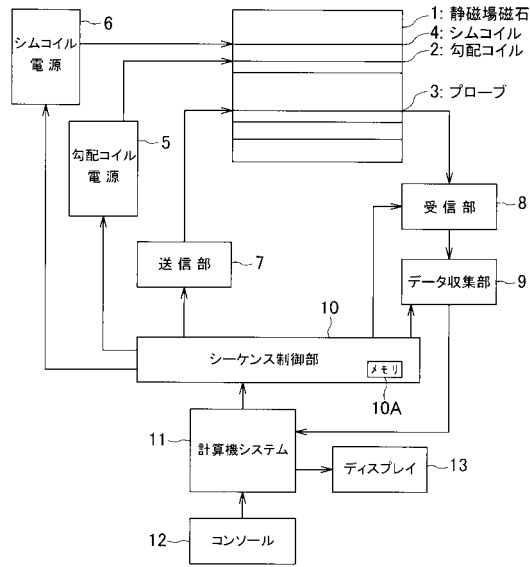 6
シムコイル
電源
1: 静磁場磁石
4: シムコイル
2: 勾配コイル
3: プローブ
5
勾配コイル
電源
受信部
8
送信部
7
データ収集部
9
10
シーケンス制御部
メモリ
10A
11
計算機システム
ディスプレイ
13
12
コンソール